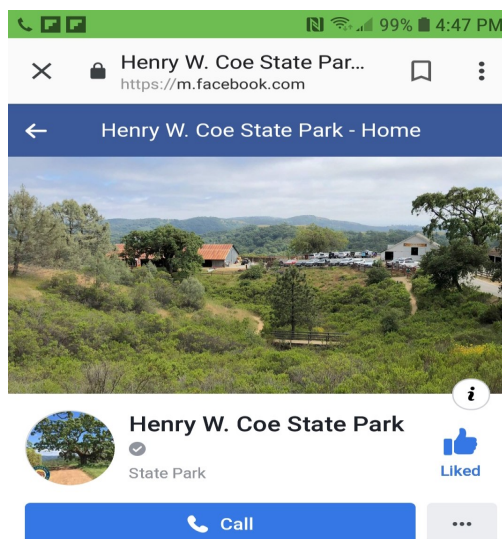 99% 4:47 PM
Henry W. Coe State Par...
https://m.facebook.com
Henry W. Coe State Park - Home
i
Henry W. Coe State Park
State Park
Liked
Call